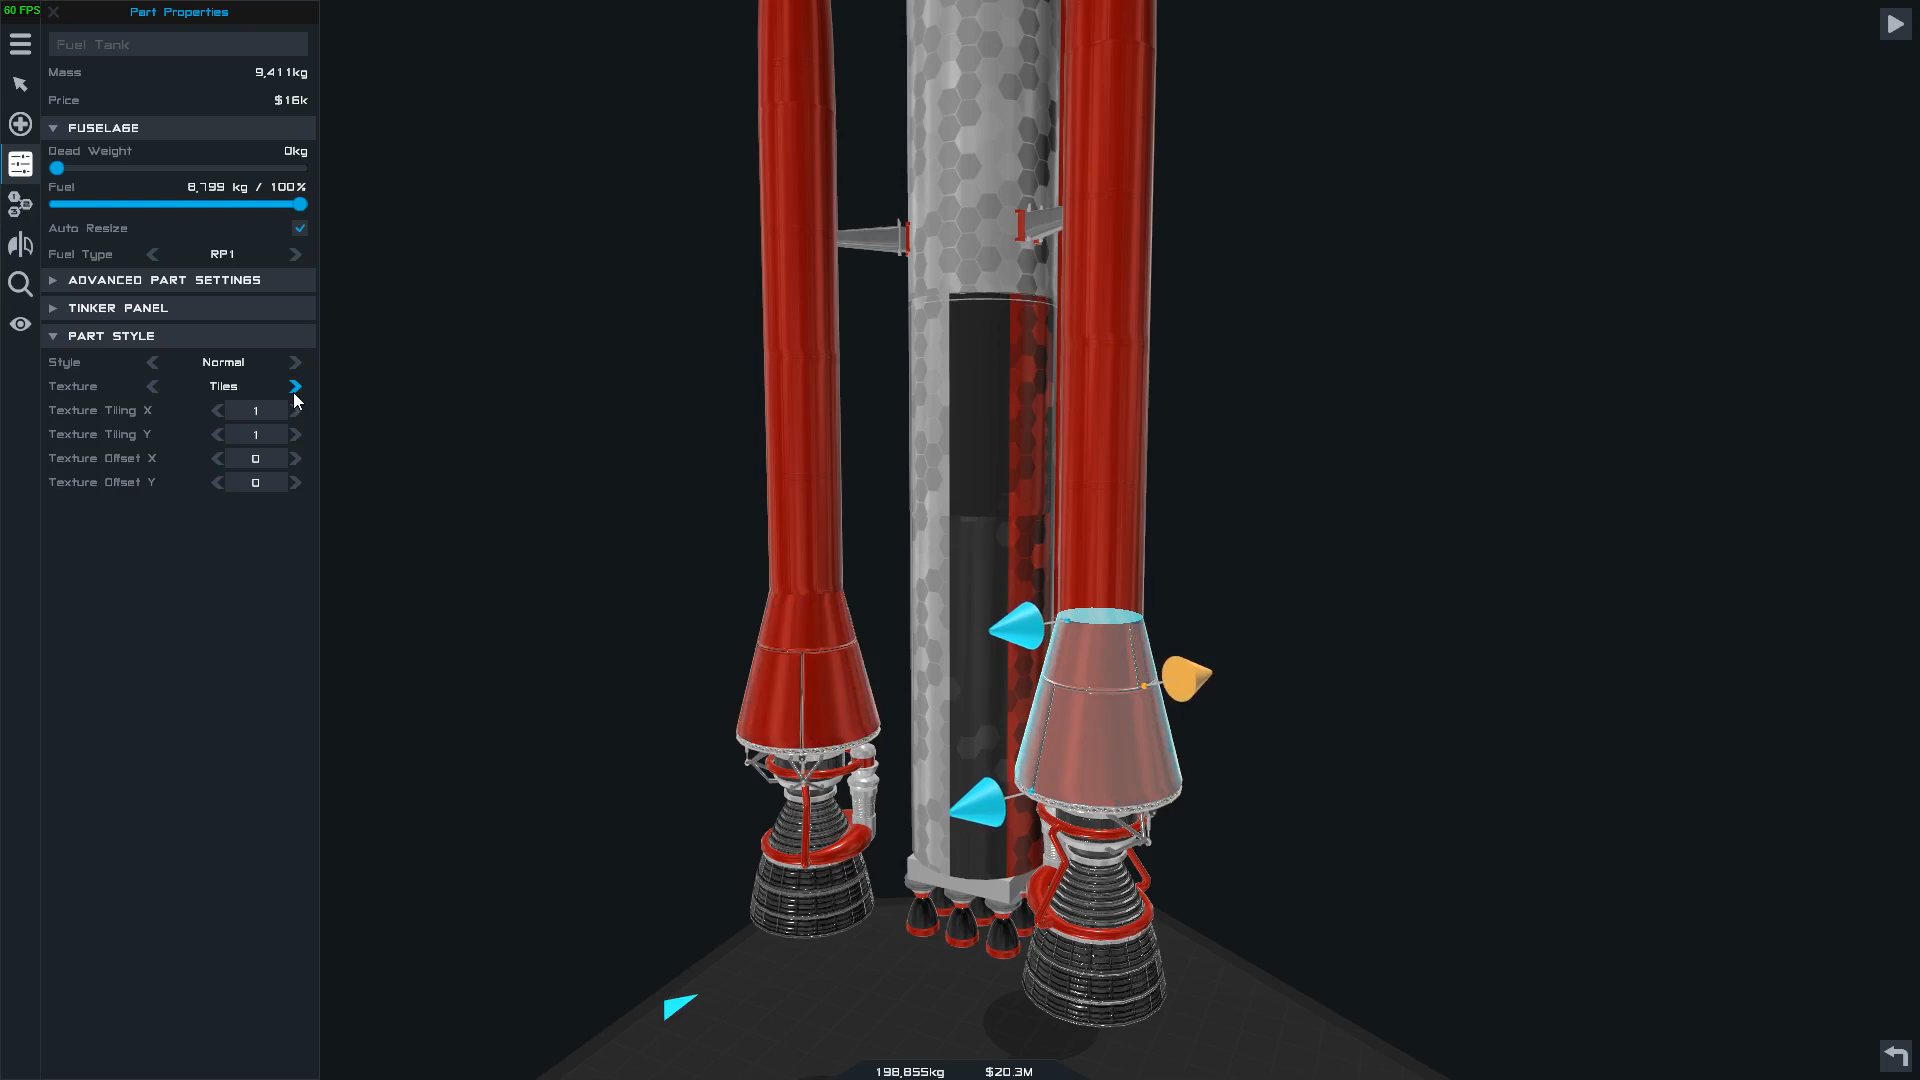 60 FPS
Part Properties
Fuel Tank
Mass 9,411kg
Price $16k
FUSELAGE
Dead Weight 0kg
Fuel 8,799 kg / 100%
Auto Resize
Fuel Type RP1
ADVANCED PART SETTINGS
TINKER PANEL
PART STYLE
Style Normal
Texture Tiles
Texture Tiling X 1
Texture Tiling Y 1
Texture Offset X 0
Texture Offset Y 0
198,855kg $20.3M